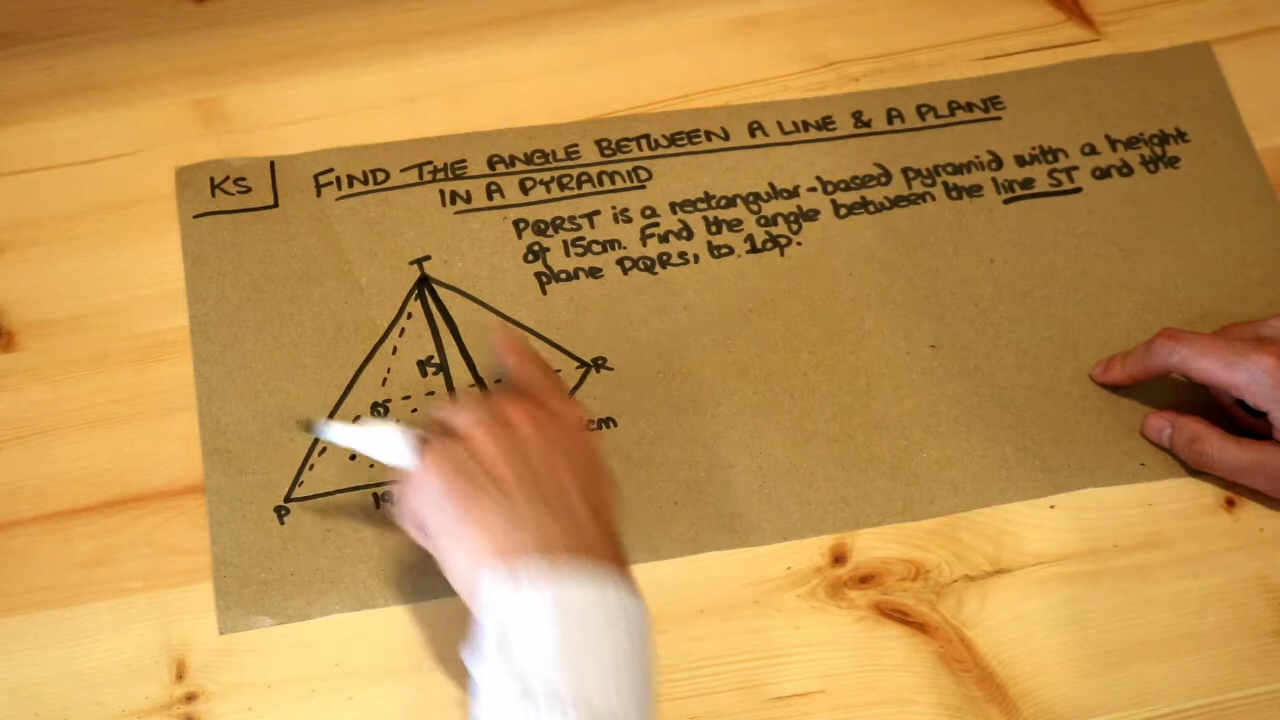 KS
FIND THE ANGLE BETWEEN A LINE & A PLANE
IN A PYRAMID
PQRST is a rectangular-based pyramid with a height
of 15cm. Find the angle between the line ST and the
plane PQRS, to 1dp.
T
15
R
cm
P